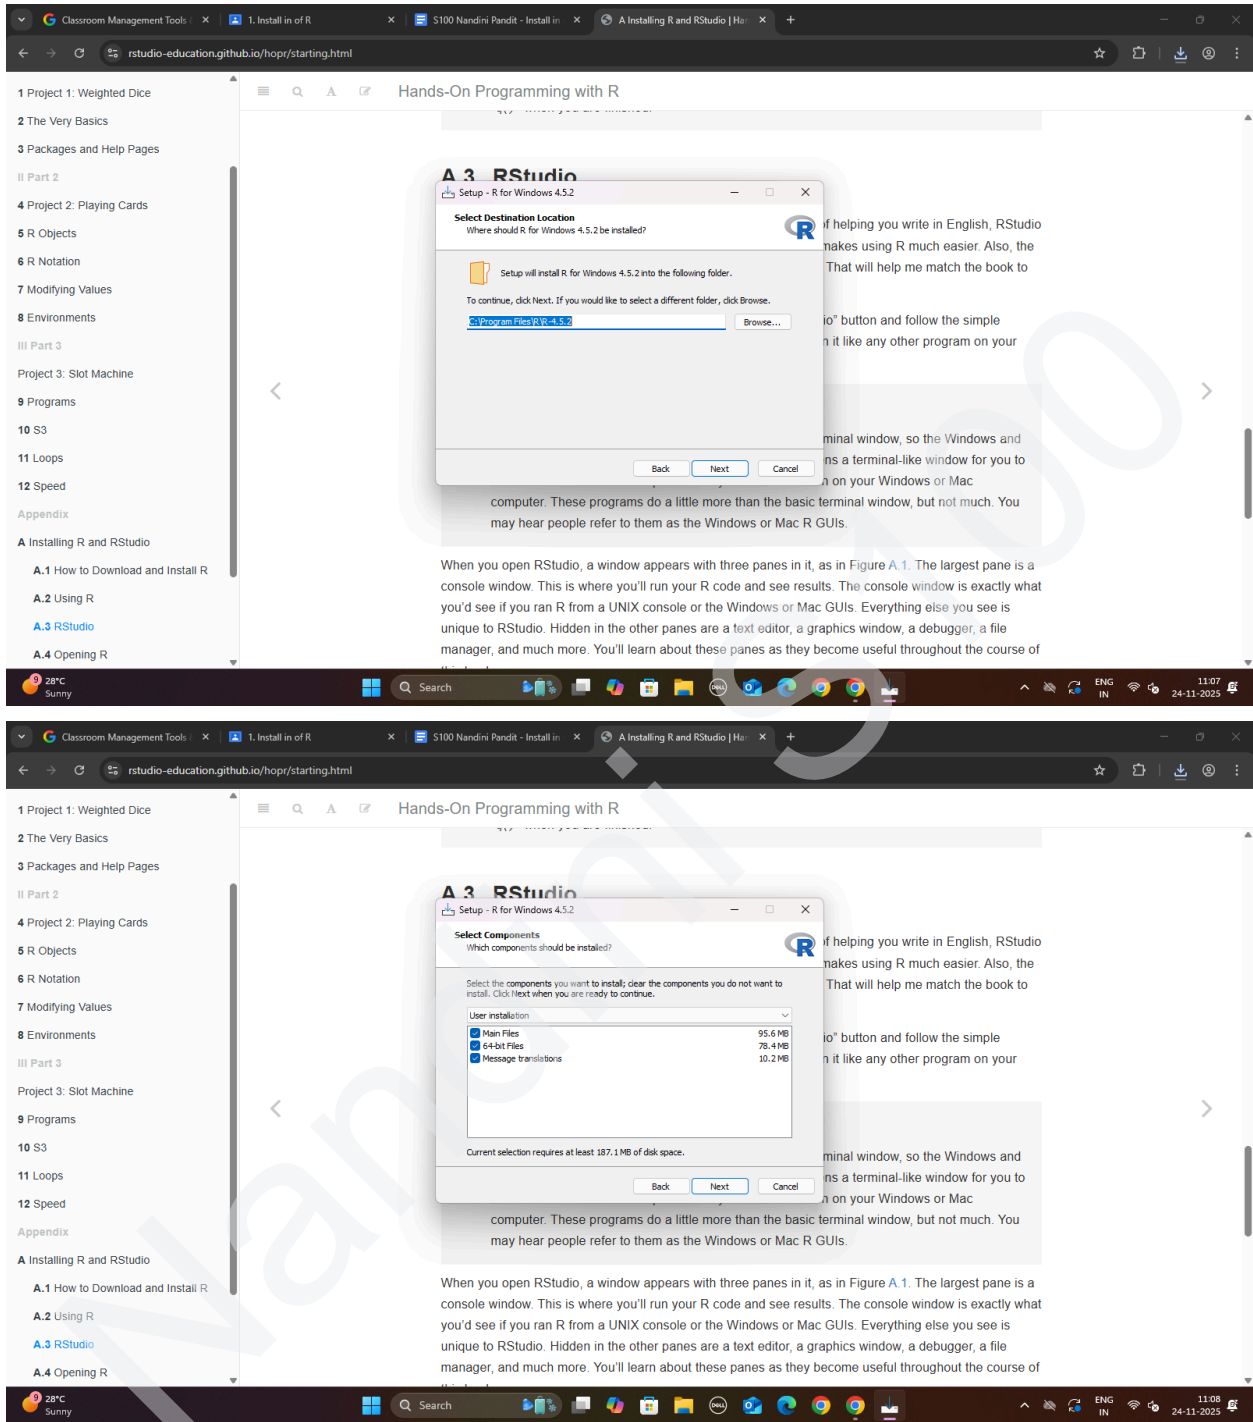 Classroom Management Tools
1. Install in of R
S100 Nandini Pandit - Install in
A Installing R and RStudio | Han
rstudio-education.github.io/hopr/starting.html
1 Project 1: Weighted Dice
2 The Very Basics
3 Packages and Help Pages
II Part 2
4 Project 2: Playing Cards
5 R Objects
6 R Notation
7 Modifying Values
8 Environments
III Part 3
Project 3: Slot Machine
9 Programs
10 S3
11 Loops
12 Speed
Appendix
A Installing R and RStudio
A.1 How to Download and Install R
A.2 Using R
A.3 RStudio
A.4 Opening R
Hands-On Programming with R
A.3 RStudio
Setup - R for Windows 4.5.2
Select Destination Location
Where should R for Windows 4.5.2 be installed?
Setup will install R for Windows 4.5.2 into the following folder.
To continue, click Next. If you would like to select a different folder, click Browse.
C:\Program Files\R\R-4.5.2
Browse...
Back Next Cancel
of helping you write in English, RStudio
makes using R much easier. Also, the
That will help me match the book to
io" button and follow the simple
n it like any other program on your
minal window, so the Windows and
ns a terminal-like window for you to
n on your Windows or Mac
computer. These programs do a little more than the basic terminal window, but not much. You
may hear people refer to them as the Windows or Mac R GUIs.
When you open RStudio, a window appears with three panes in it, as in Figure A.1. The largest pane is a
console window. This is where you'll run your R code and see results. The console window is exactly what
you'd see if you ran R from a UNIX console or the Windows or Mac GUIs. Everything else you see is
unique to RStudio. Hidden in the other panes are a text editor, a graphics window, a debugger, a file
manager, and much more. You'll learn about these panes as they become useful throughout the course of
9
28°C
Sunny
Search
DELL
ENG
IN
11:07
24-11-2025
Classroom Management Tools
1. Install in of R
S100 Nandini Pandit - Install in
A Installing R and RStudio | Han
rstudio-education.github.io/hopr/starting.html
1 Project 1: Weighted Dice
2 The Very Basics
3 Packages and Help Pages
II Part 2
4 Project 2: Playing Cards
5 R Objects
6 R Notation
7 Modifying Values
8 Environments
III Part 3
Project 3: Slot Machine
9 Programs
10 S3
11 Loops
12 Speed
Appendix
A Installing R and RStudio
A.1 How to Download and Install R
A.2 Using R
A.3 RStudio
A.4 Opening R
Hands-On Programming with R
A.3 RStudio
Setup - R for Windows 4.5.2
Select Components
Which components should be installed?
Select the components you want to install; clear the components you do not want to
install. Click Next when you are ready to continue.
User installation
Main Files 95.6 MB
64-bit Files 78.4 MB
Message translations 10.2 MB
Current selection requires at least 187.1 MB of disk space.
Back Next Cancel
of helping you write in English, RStudio
makes using R much easier. Also, the
That will help me match the book to
io" button and follow the simple
n it like any other program on your
minal window, so the Windows and
ns a terminal-like window for you to
n on your Windows or Mac
computer. These programs do a little more than the basic terminal window, but not much. You
may hear people refer to them as the Windows or Mac R GUIs.
When you open RStudio, a window appears with three panes in it, as in Figure A.1. The largest pane is a
console window. This is where you'll run your R code and see results. The console window is exactly what
you'd see if you ran R from a UNIX console or the Windows or Mac GUIs. Everything else you see is
unique to RStudio. Hidden in the other panes are a text editor, a graphics window, a debugger, a file
manager, and much more. You'll learn about these panes as they become useful throughout the course of
9
28°C
Sunny
Search
DELL
ENG
IN
11:08
24-11-2025
Nandini S100